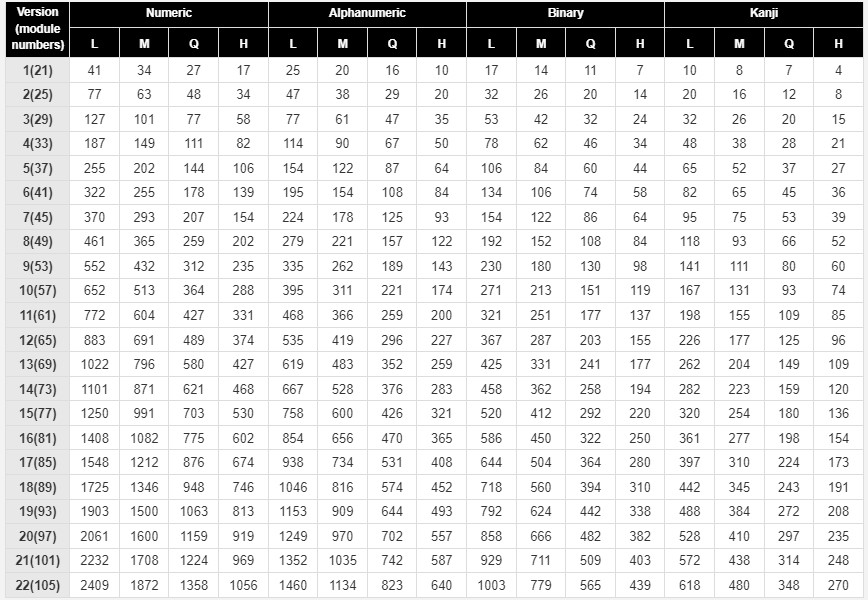 Version (module numbers) Numeric Alphanumeric Binary Kanji
L M Q H L M Q H L M Q H L M Q H
1(21) 41 34 27 17 25 20 16 10 17 14 11 7 10 8 7 4
2(25) 77 63 48 34 47 38 29 20 32 26 20 14 20 16 12 8
3(29) 127 101 77 58 77 61 47 35 53 42 32 24 32 26 20 15
4(33) 187 149 111 82 114 90 67 50 78 62 46 34 48 38 28 21
5(37) 255 202 144 106 154 122 87 64 106 84 60 44 65 52 37 27
6(41) 322 255 178 139 195 154 108 84 134 106 74 58 82 65 45 36
7(45) 370 293 207 154 224 178 125 93 154 122 86 64 95 75 53 39
8(49) 461 365 259 202 279 221 157 122 192 152 108 84 118 93 66 52
9(53) 552 432 312 235 335 262 189 143 230 180 130 98 141 111 80 60
10(57) 652 513 364 288 395 311 221 174 271 213 151 119 167 131 93 74
11(61) 772 604 427 331 468 366 259 200 321 251 177 137 198 155 109 85
12(65) 883 691 489 374 535 419 296 227 367 287 203 155 226 177 125 96
13(69) 1022 796 580 427 619 483 352 259 425 331 241 177 262 204 149 109
14(73) 1101 871 621 468 667 528 376 283 458 362 258 194 282 223 159 120
15(77) 1250 991 703 530 758 600 426 321 520 412 292 220 320 254 180 136
16(81) 1408 1082 775 602 854 656 470 365 586 450 322 250 361 277 198 154
17(85) 1548 1212 876 674 938 734 531 408 644 504 364 280 397 310 224 173
18(89) 1725 1346 948 746 1046 816 574 452 718 560 394 310 442 345 243 191
19(93) 1903 1500 1063 813 1153 909 644 493 792 624 442 338 488 384 272 208
20(97) 2061 1600 1159 919 1249 970 702 557 858 666 482 382 528 410 297 235
21(101) 2232 1708 1224 969 1352 1035 742 587 929 711 509 403 572 438 314 248
22(105) 2409 1872 1358 1056 1460 1134 823 640 1003 779 565 439 618 480 348 270